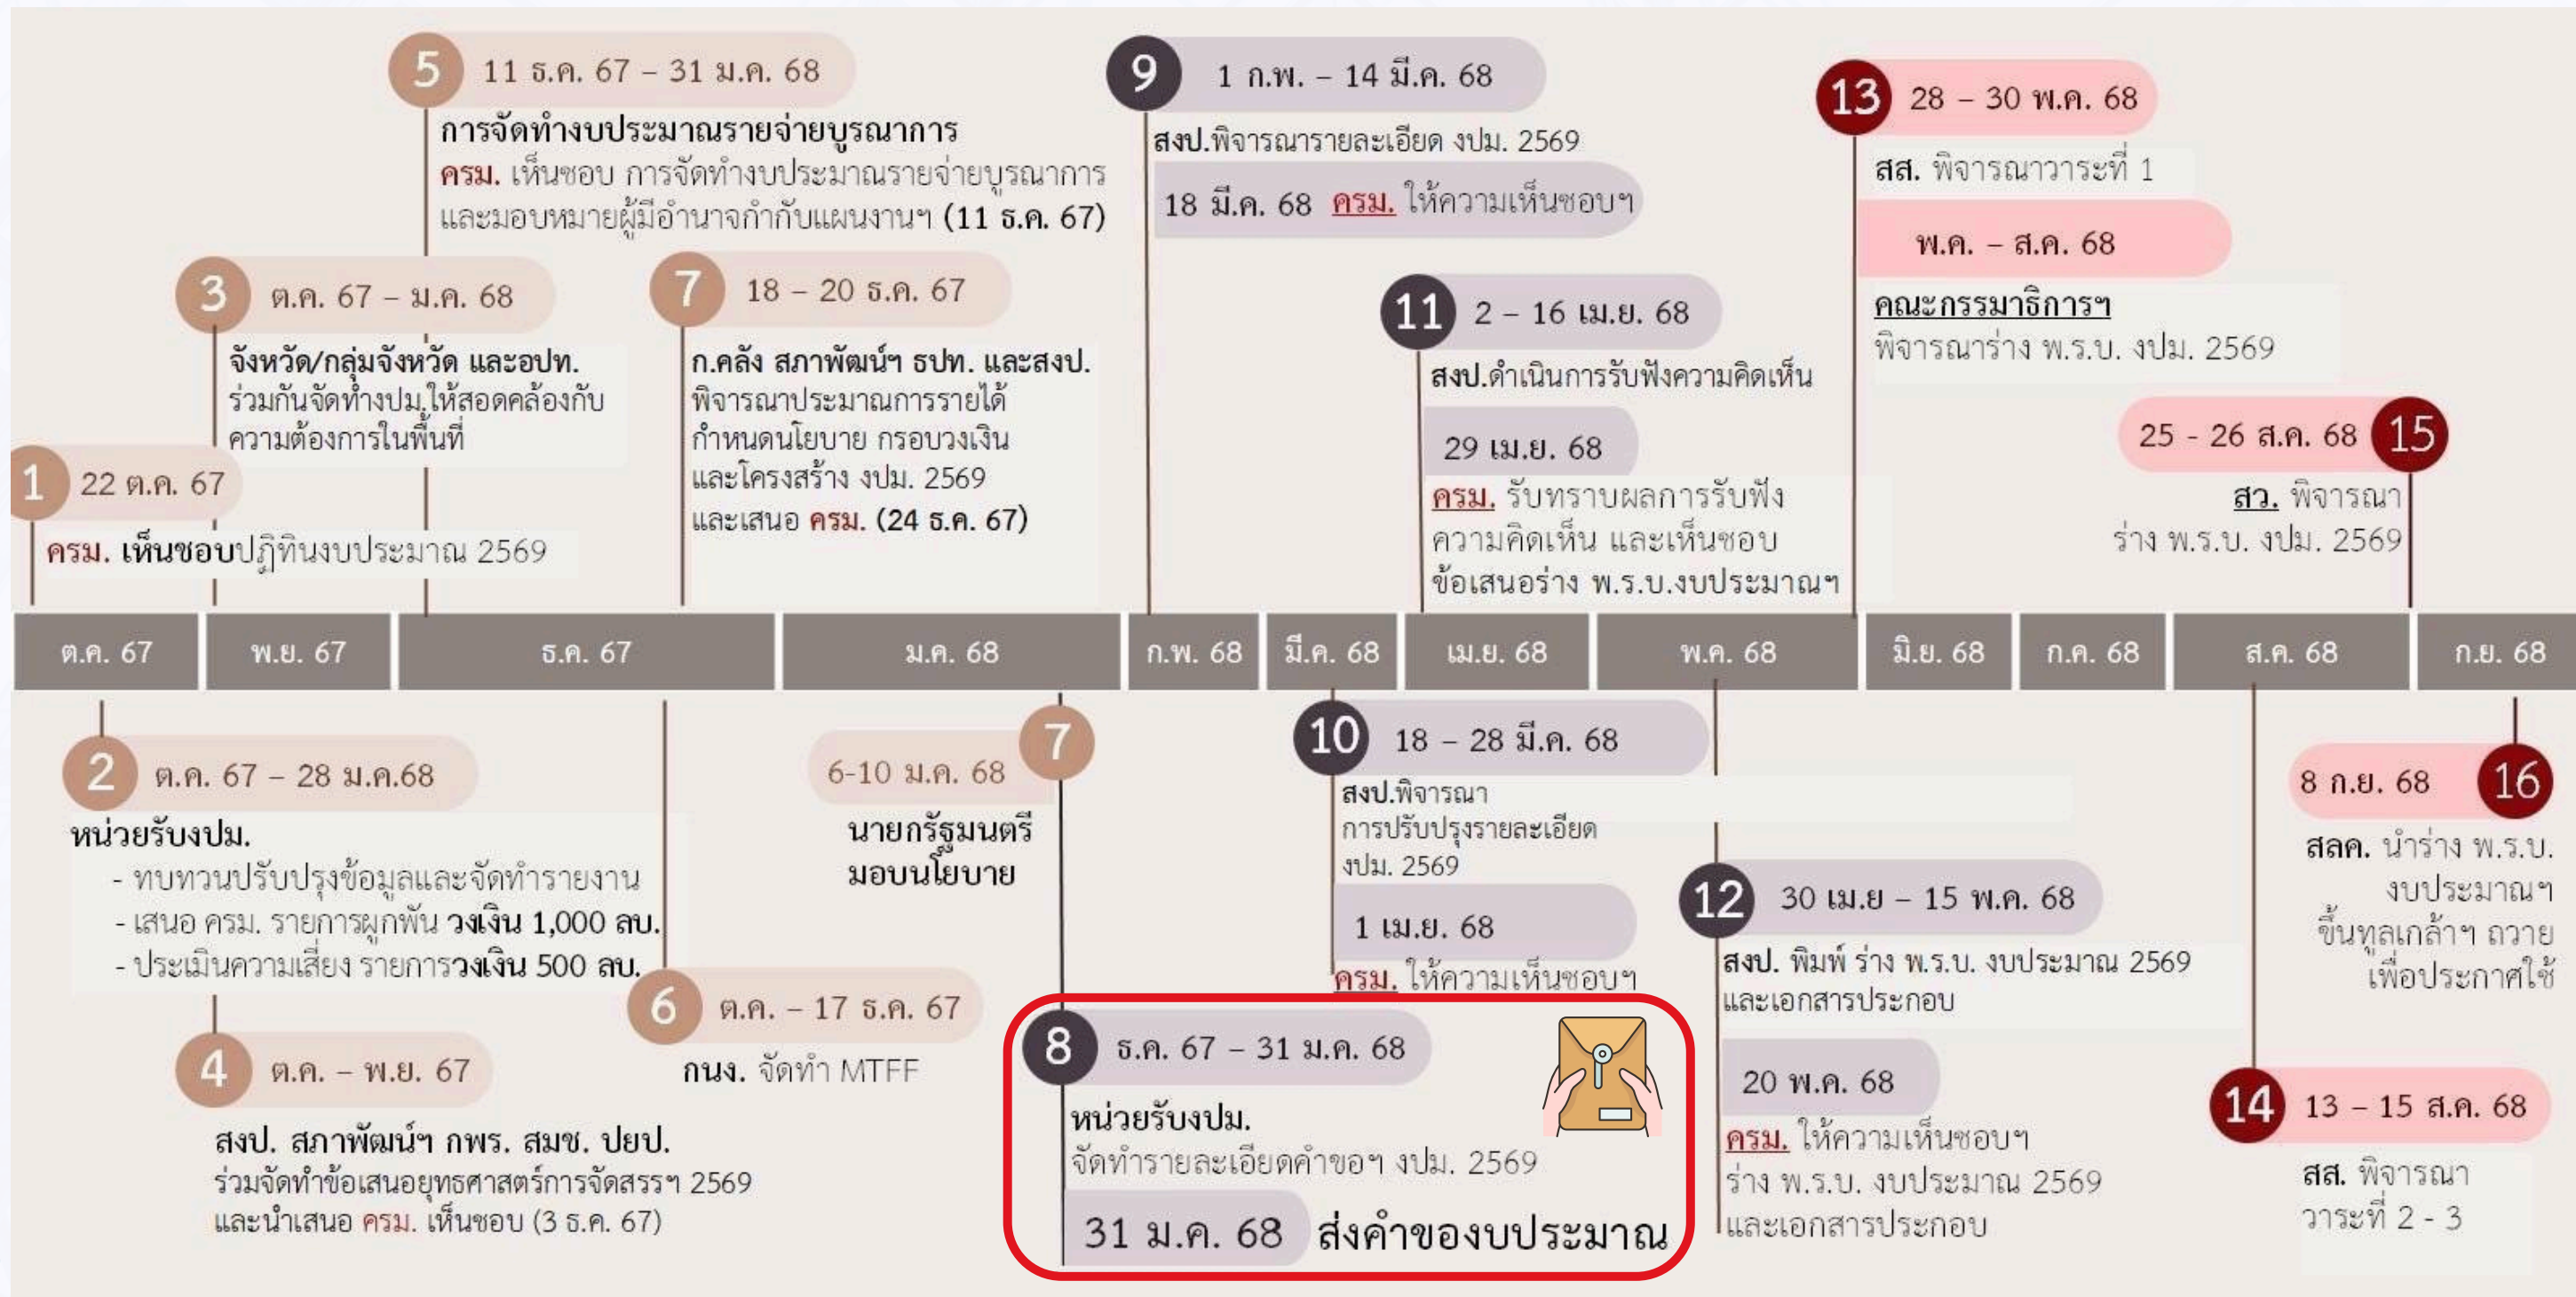 5
11 ธ.ค. 67 – 31 ม.ค. 68
การจัดทำงบประมาณรายจ่ายบูรณาการ
ครม. เห็นชอบ การจัดทำงบประมาณรายจ่ายบูรณาการ
และมอบหมายผู้มีอำนาจกำกับแผนงานฯ (11 ธ.ค. 67)
9
1 ก.พ. – 14 มี.ค. 68
สงป.พิจารณารายละเอียด งปม. 2569
18 มี.ค. 68 ครม. ให้ความเห็นชอบฯ
13
28 – 30 พ.ค. 68
สส. พิจารณาวาระที่ 1
พ.ค. – ส.ค. 68
คณะกรรมาธิการฯ
พิจารณาร่าง พ.ร.บ. งปม. 2569
3
ต.ค. 67 – ม.ค. 68
จังหวัด/กลุ่มจังหวัด และอปท.
ร่วมกันจัดทำงปม.ให้สอดคล้องกับ
ความต้องการในพื้นที่
7
18 – 20 ธ.ค. 67
ก.คลัง สภาพัฒน์ฯ ธปท. และสงป.
พิจารณาประมาณการรายได้
กำหนดนโยบาย กรอบวงเงิน
และโครงสร้าง งปม. 2569
และเสนอ ครม. (24 ธ.ค. 67)
11
2 – 16 เม.ย. 68
สงป.ดำเนินการรับฟังความคิดเห็น
29 เม.ย. 68
ครม. รับทราบผลการรับฟัง
ความคิดเห็น และเห็นชอบ
ข้อเสนอร่าง พ.ร.บ.งบประมาณฯ
25 - 26 ส.ค. 68
15
สว. พิจารณา
ร่าง พ.ร.บ. งปม. 2569
1
22 ต.ค. 67
ครม. เห็นชอบปฏิทินงบประมาณ 2569
ต.ค. 67
พ.ย. 67
ธ.ค. 67
ม.ค. 68
ก.พ. 68
มี.ค. 68
เม.ย. 68
พ.ค. 68
มิ.ย. 68
ก.ค. 68
ส.ค. 68
ก.ย. 68
2
ต.ค. 67 – 28 ม.ค.68
หน่วยรับงปม.
- ทบทวนปรับปรุงข้อมูลและจัดทำรายงาน
- เสนอ ครม. รายการผูกพัน วงเงิน 1,000 ลบ.
- ประเมินความเสี่ยง รายการวงเงิน 500 ลบ.
6-10 ม.ค. 68
7
นายกรัฐมนตรี
มอบนโยบาย
10
18 – 28 มี.ค. 68
สงป.พิจารณา
การปรับปรุงรายละเอียด
งปม. 2569
1 เม.ย. 68
ครม. ให้ความเห็นชอบฯ
12
30 เม.ย – 15 พ.ค. 68
สงป. พิมพ์ ร่าง พ.ร.บ. งบประมาณ 2569
และเอกสารประกอบ
20 พ.ค. 68
ครม. ให้ความเห็นชอบฯ
ร่าง พ.ร.บ. งบประมาณ 2569
และเอกสารประกอบ
8 ก.ย. 68
16
สลค. นำร่าง พ.ร.บ.
งบประมาณฯ
ขึ้นทูลเกล้าฯ ถวาย
เพื่อประกาศใช้
4
ต.ค. – พ.ย. 67
สงป. สภาพัฒน์ฯ กพร. สมช. ปยป.
ร่วมจัดทำข้อเสนอยุทธศาสตร์การจัดสรรฯ 2569
และนำเสนอ ครม. เห็นชอบ (3 ธ.ค. 67)
6
ต.ค. – 17 ธ.ค. 67
กนง. จัดทำ MTFF
8
ธ.ค. 67 – 31 ม.ค. 68
หน่วยรับงปม.
จัดทำรายละเอียดคำขอฯ งปม. 2569
31 ม.ค. 68 ส่งคำของบประมาณ
14
13 – 15 ส.ค. 68
สส. พิจารณา
วาระที่ 2 - 3